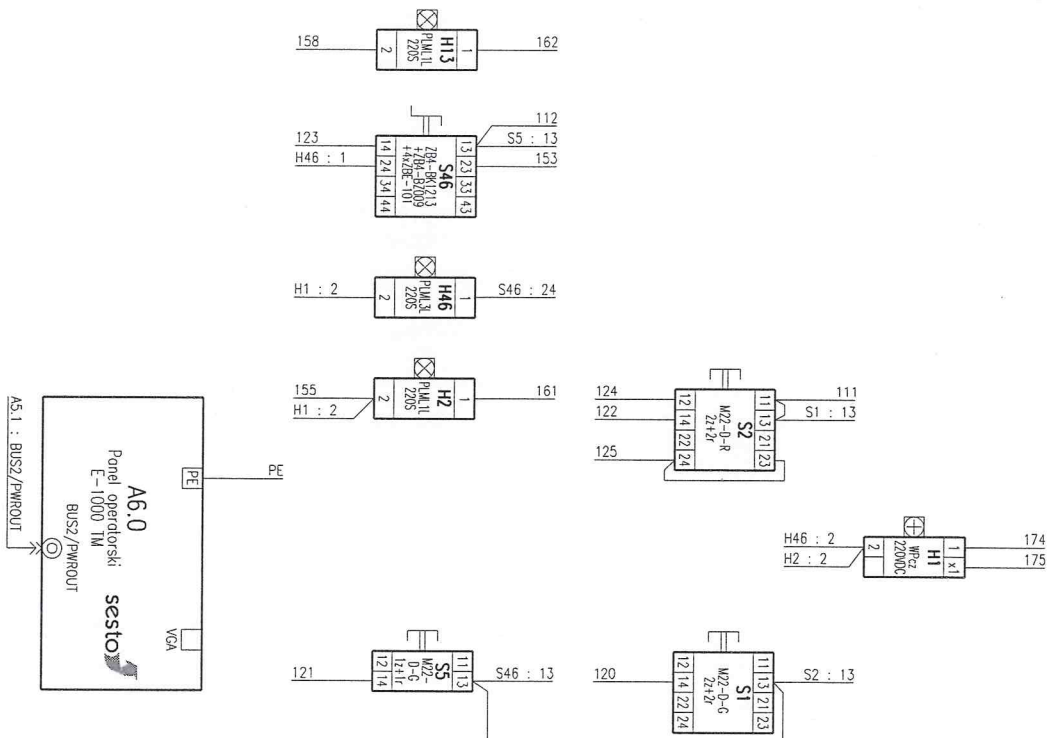 158
2
H13
PLML1L
220S
1
162
123
H46 : 1
14
24
34
44
S46
ZB4-BK1213
+ZB4-BZ009
+4xZBE-101
13
23
33
43
112
S5 : 13
153
H1 : 2
2
H46
PLML3L
220S
1
S46 : 24
155
H1 : 2
2
H2
PLML1L
220S
1
161
124
122
125
12
14
22
24
S2
M22-D-R
2z+2r
11
13
21
23
111
S1 : 13
H46 : 2
H2 : 2
2
H1
WPcz
220VDC
1
x1
174
175
A5.1 : BUS2/PWROUT
A6.0
Panel operatorski
E-1000 TM
BUS2/PWROUT
sesto
PE
PE
VGA
121
12
14
S5
M22-
D-G
1z+1r
11
13
S46 : 13
120
12
14
22
24
S1
M22-D-G
2z+2r
11
13
21
23
S2 : 13